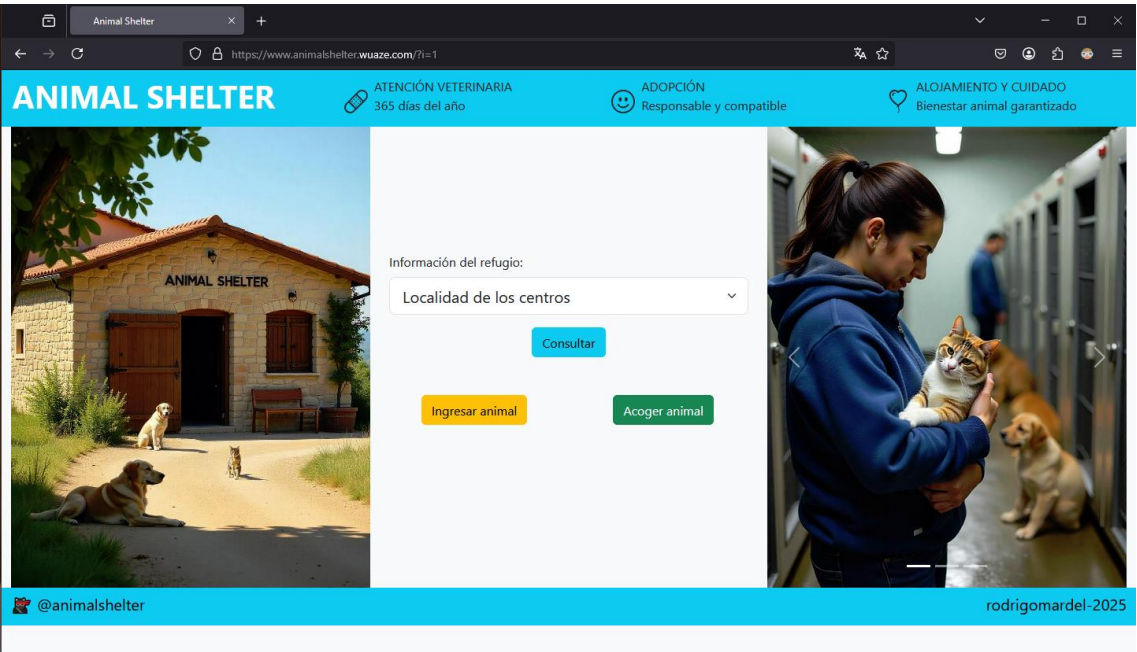 Animal Shelter
https://www.animalshelter.wuaze.com/?i=1
ANIMAL SHELTER
ATENCIÓN VETERINARIA
365 días del año
ADOPCIÓN
Responsable y compatible
ALOJAMIENTO Y CUIDADO
Bienestar animal garantizado
ANIMAL SHELTER
Información del refugio:
Localidad de los centros
Consultar
Ingresar animal
Acoger animal
@animalshelter
rodrigomardel-2025